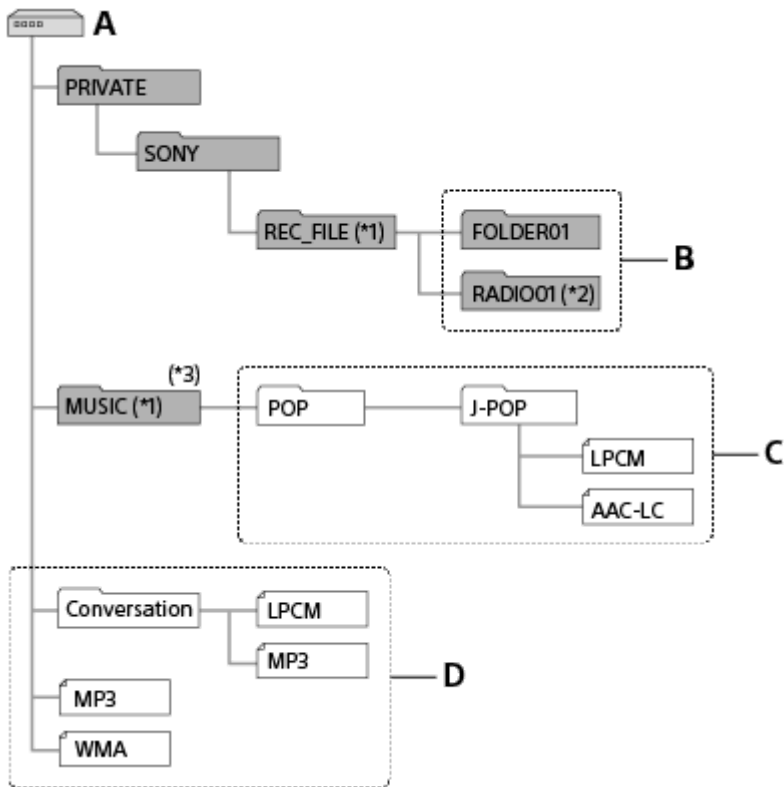 A
PRIVATE
SONY
REC_FILE (*1)
FOLDER01
RADIO01 (*2)
B
(*3)
MUSIC (*1)
POP
J-POP
LPCM
AAC-LC
C
Conversation
LPCM
MP3
MP3
WMA
D